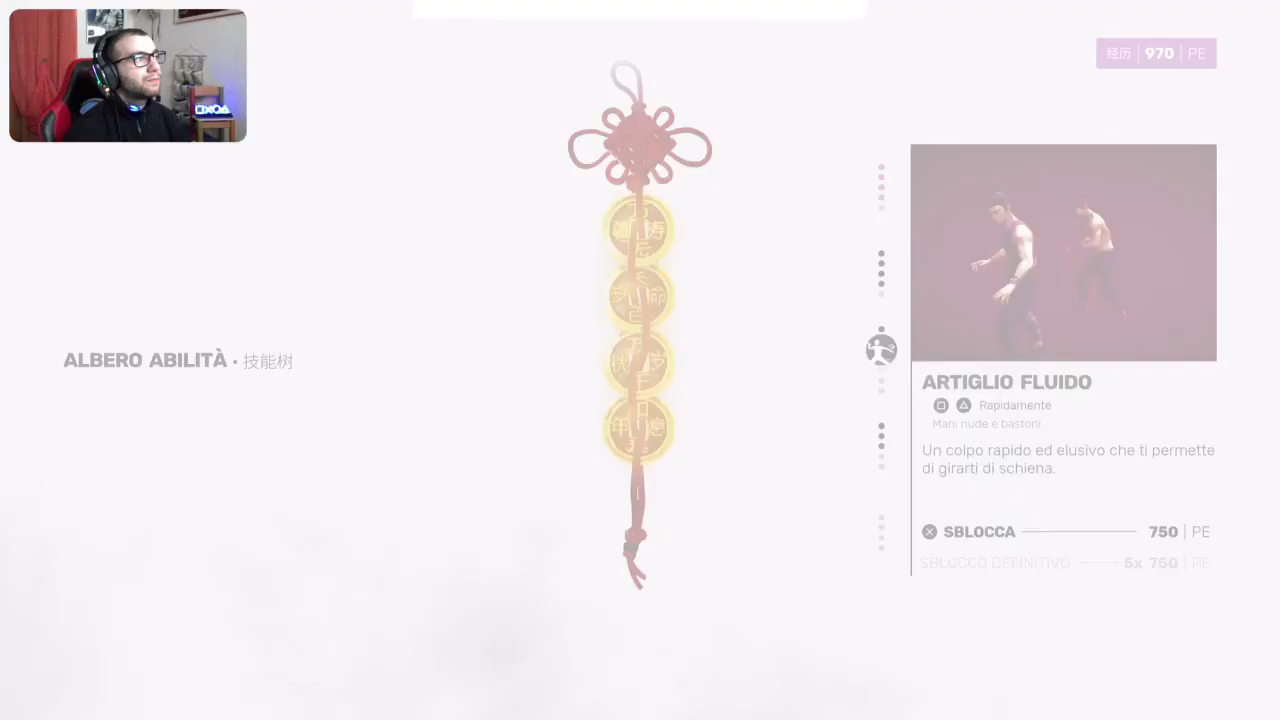 经历 970 PE
ALBERO ABILITÀ · 技能树
ARTIGLIO FLUIDO
Rapidamente
Mani nude e bastoni
Un colpo rapido ed elusivo che ti permette
di girarti di schiena.
SBLOCCA 750 PE
SBLOCCO DEFINITIVO 5x 750 PE